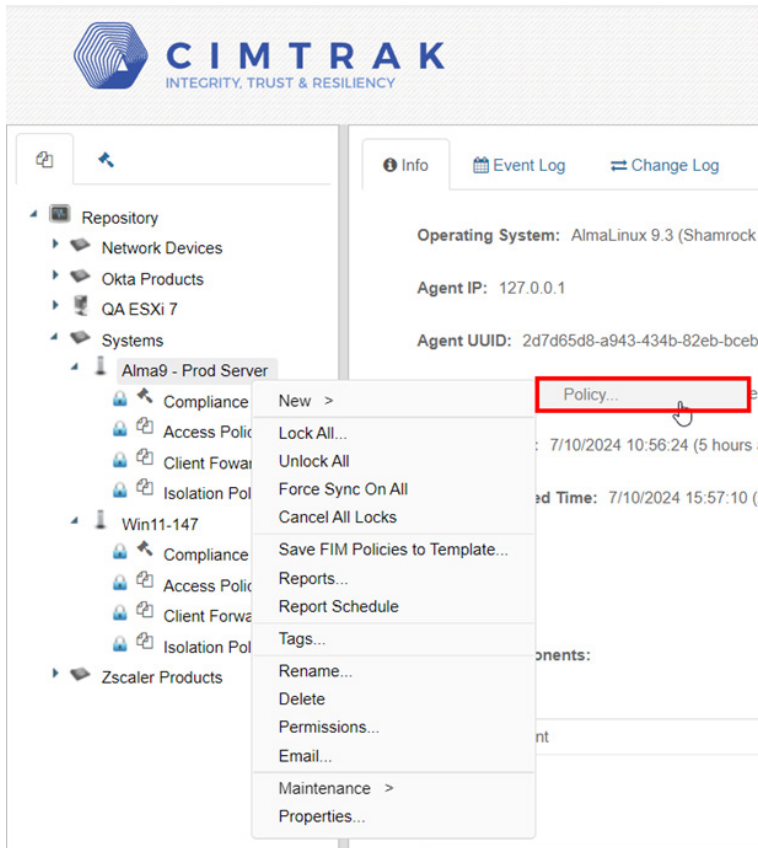 CIMTRAK
INTEGRITY, TRUST & RESILIENCY
Info
Event Log
Change Log
Repository
Network Devices
Okta Products
QA ESXi 7
Systems
Alma9 - Prod Server
Compliance
Access Polic
Client Fowar
Isolation Pol
Win11-147
Compliance
Access Polic
Client Forwa
Isolation Pol
Zscaler Products
New >
Lock All...
Unlock All
Force Sync On All
Cancel All Locks
Save FIM Policies to Template...
Reports...
Report Schedule
Tags...
Rename...
Delete
Permissions...
Email...
Maintenance >
Properties...
Policy...
Operating System: AlmaLinux 9.3 (Shamrock
Agent IP: 127.0.0.1
Agent UUID: 2d7d65d8-a943-434b-82eb-bceb
e
: 7/10/2024 10:56:24 (5 hours
ed Time: 7/10/2024 15:57:10 (
onents:
nt